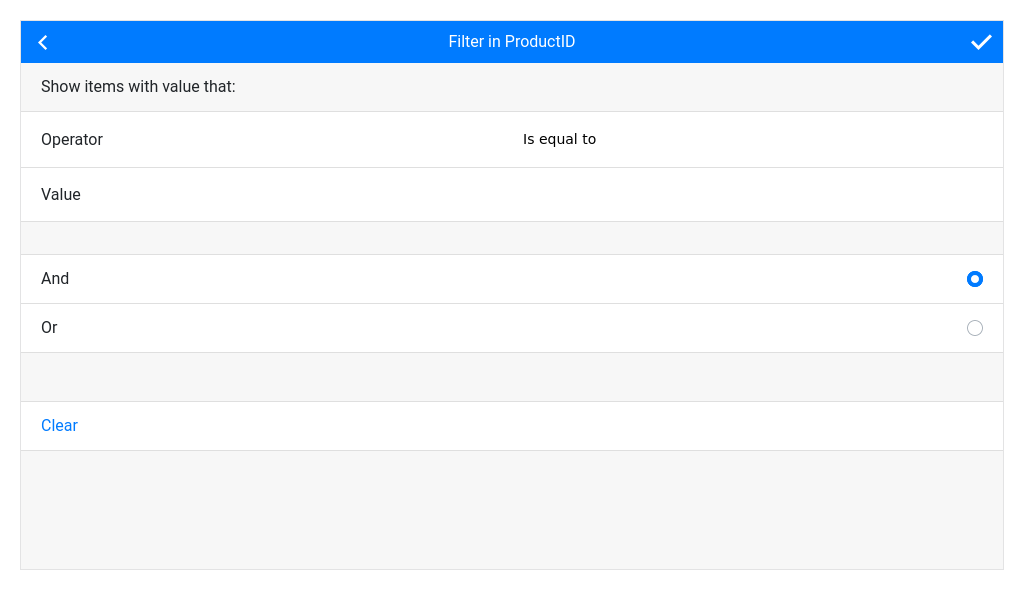 Filter in ProductID
Show items with value that:
Operator
Is equal to
Value
And
Or
Clear